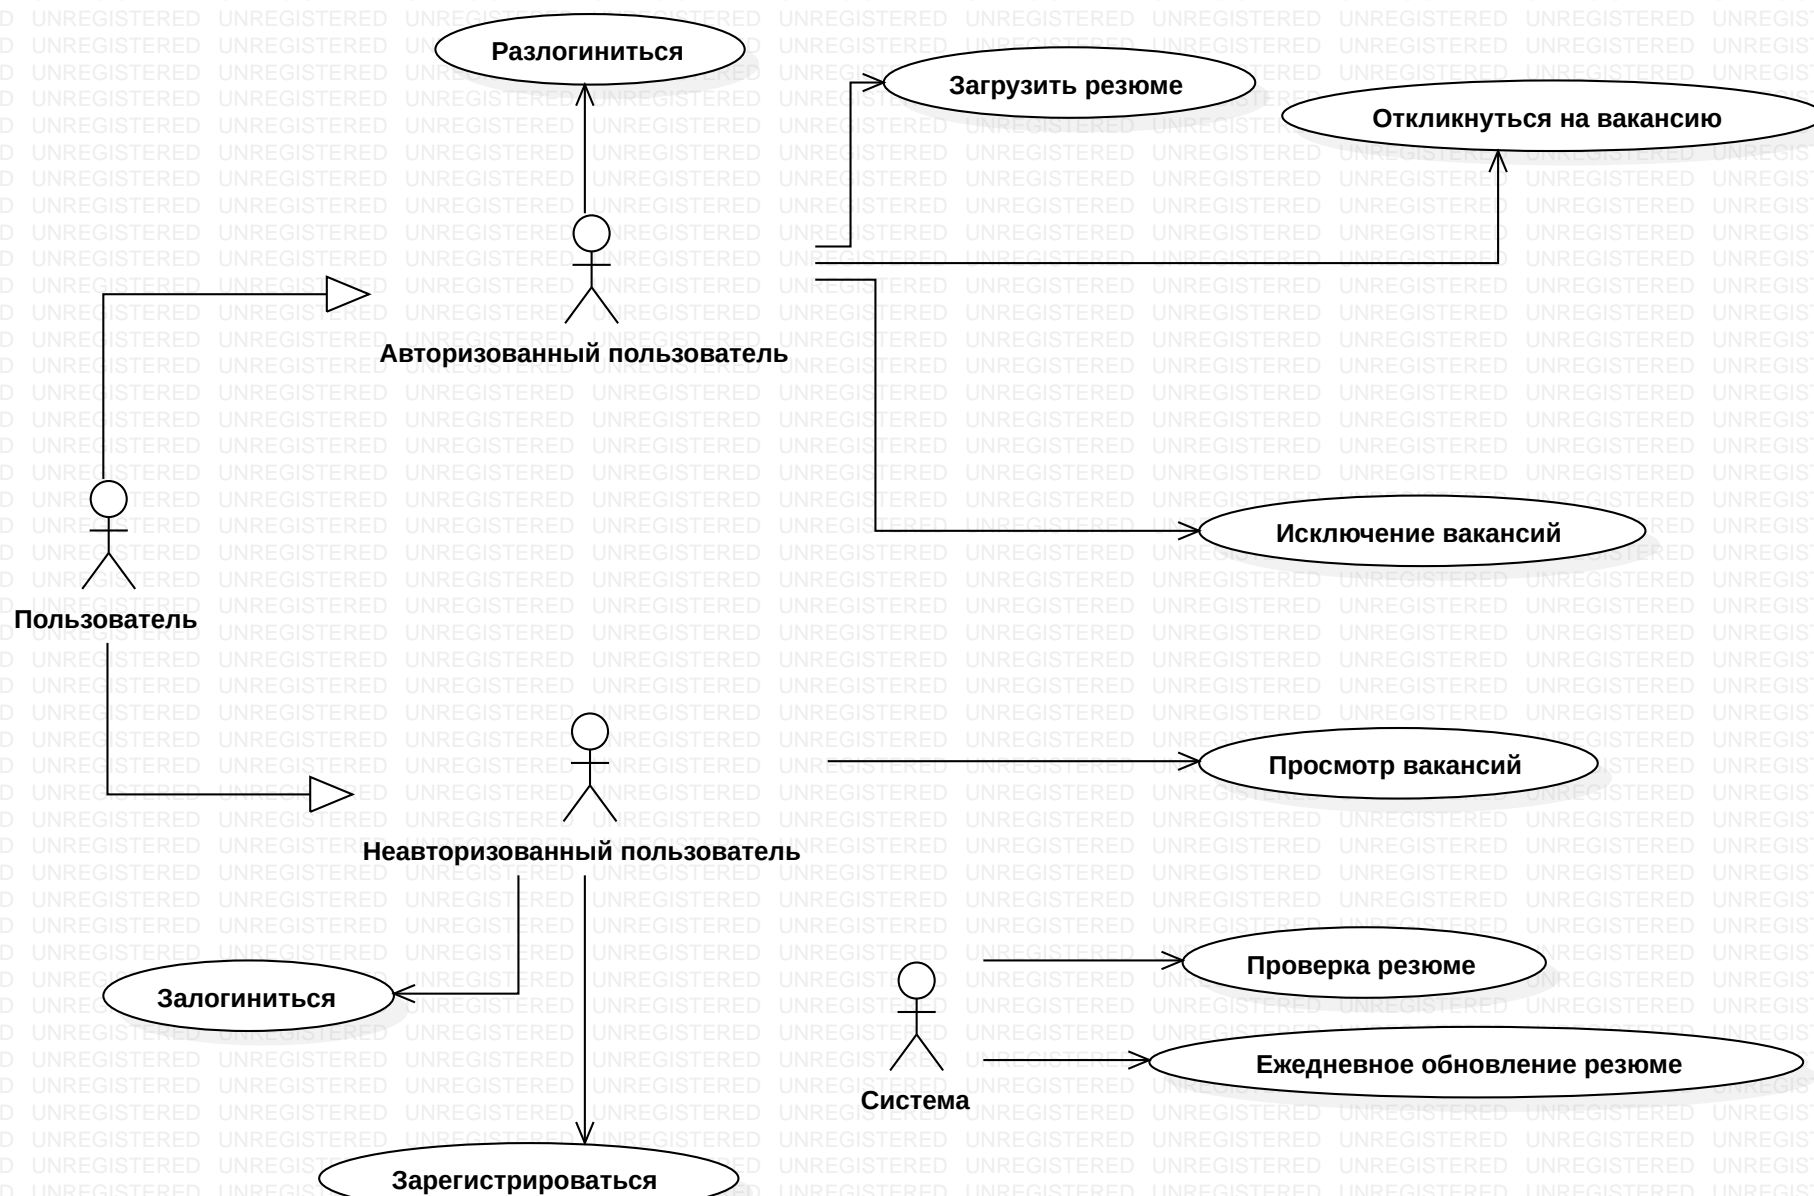 Разлогиниться
Загрузить резюме
Откликнуться на вакансию
Авторизованный пользователь
Исключение вакансий
Пользователь
Просмотр вакансий
Неавторизованный пользователь
Проверка резюме
Залогиниться
Ежедневное обновление резюме
Система
Зарегистрироваться
UNREGISTERED